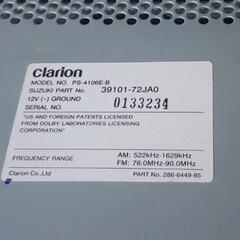 clarion
MODEL NO. PS-4106E-B
SUZUKI PART No. 39101-72JA0
12V (−) GROUND
SERIAL NO. 0133234
"US AND FOREIGN PATENTS LICENSED
FROM DOLBY LABORATORIES LICENSING
CORPORATION"
FREQUENCY RANGE AM: 522kHz-1629kHz
FM: 76.0MHz-90.0MHz
Clarion Co.,Ltd PART No. 286-6449-85